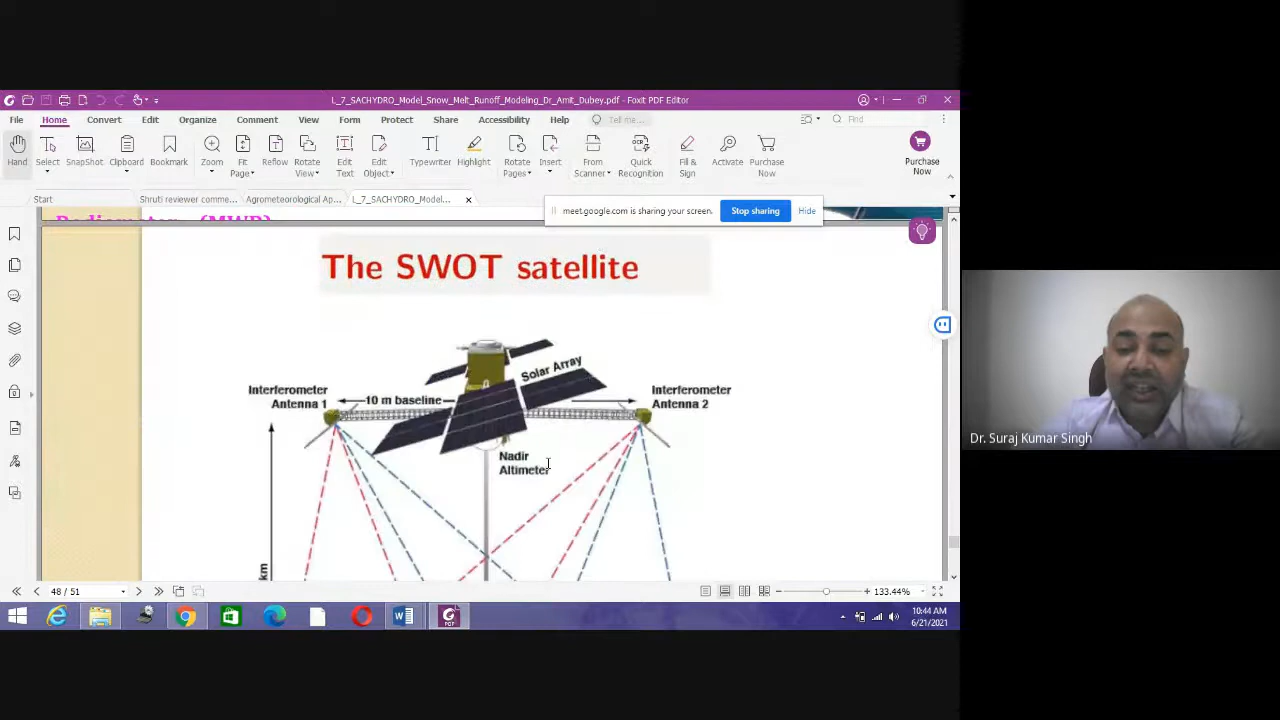 L_7_SACHYDRO_Model_Snow_Melt_Runoff_Modeling_Dr_Amit_Dubey.pdf - Foxit PDF Editor
File Home Convert Edit Organize Comment View Form Protect Share Accessibility Help Tell me... Find
Hand Select SnapShot Clipboard Bookmark Zoom Fit Page Reflow Rotate View Edit Text Edit Object Typewriter Highlight Rotate Pages Insert From Scanner Quick Recognition Fill & Sign Activate Purchase Now Purchase Now
OCR
Start Shruti reviewer comme... Agrometeorological Ap... L_7_SACHYDRO_Model...
meet.google.com is sharing your screen. Stop sharing Hide
Radiometer (MWR)
The SWOT satellite
Solar Array
Interferometer
Antenna 1
10 m baseline
Interferometer
Antenna 2
Nadir
Altimeter
km
Dr. Suraj Kumar Singh
48 / 51
133.44%
10:44 AM
6/21/2021